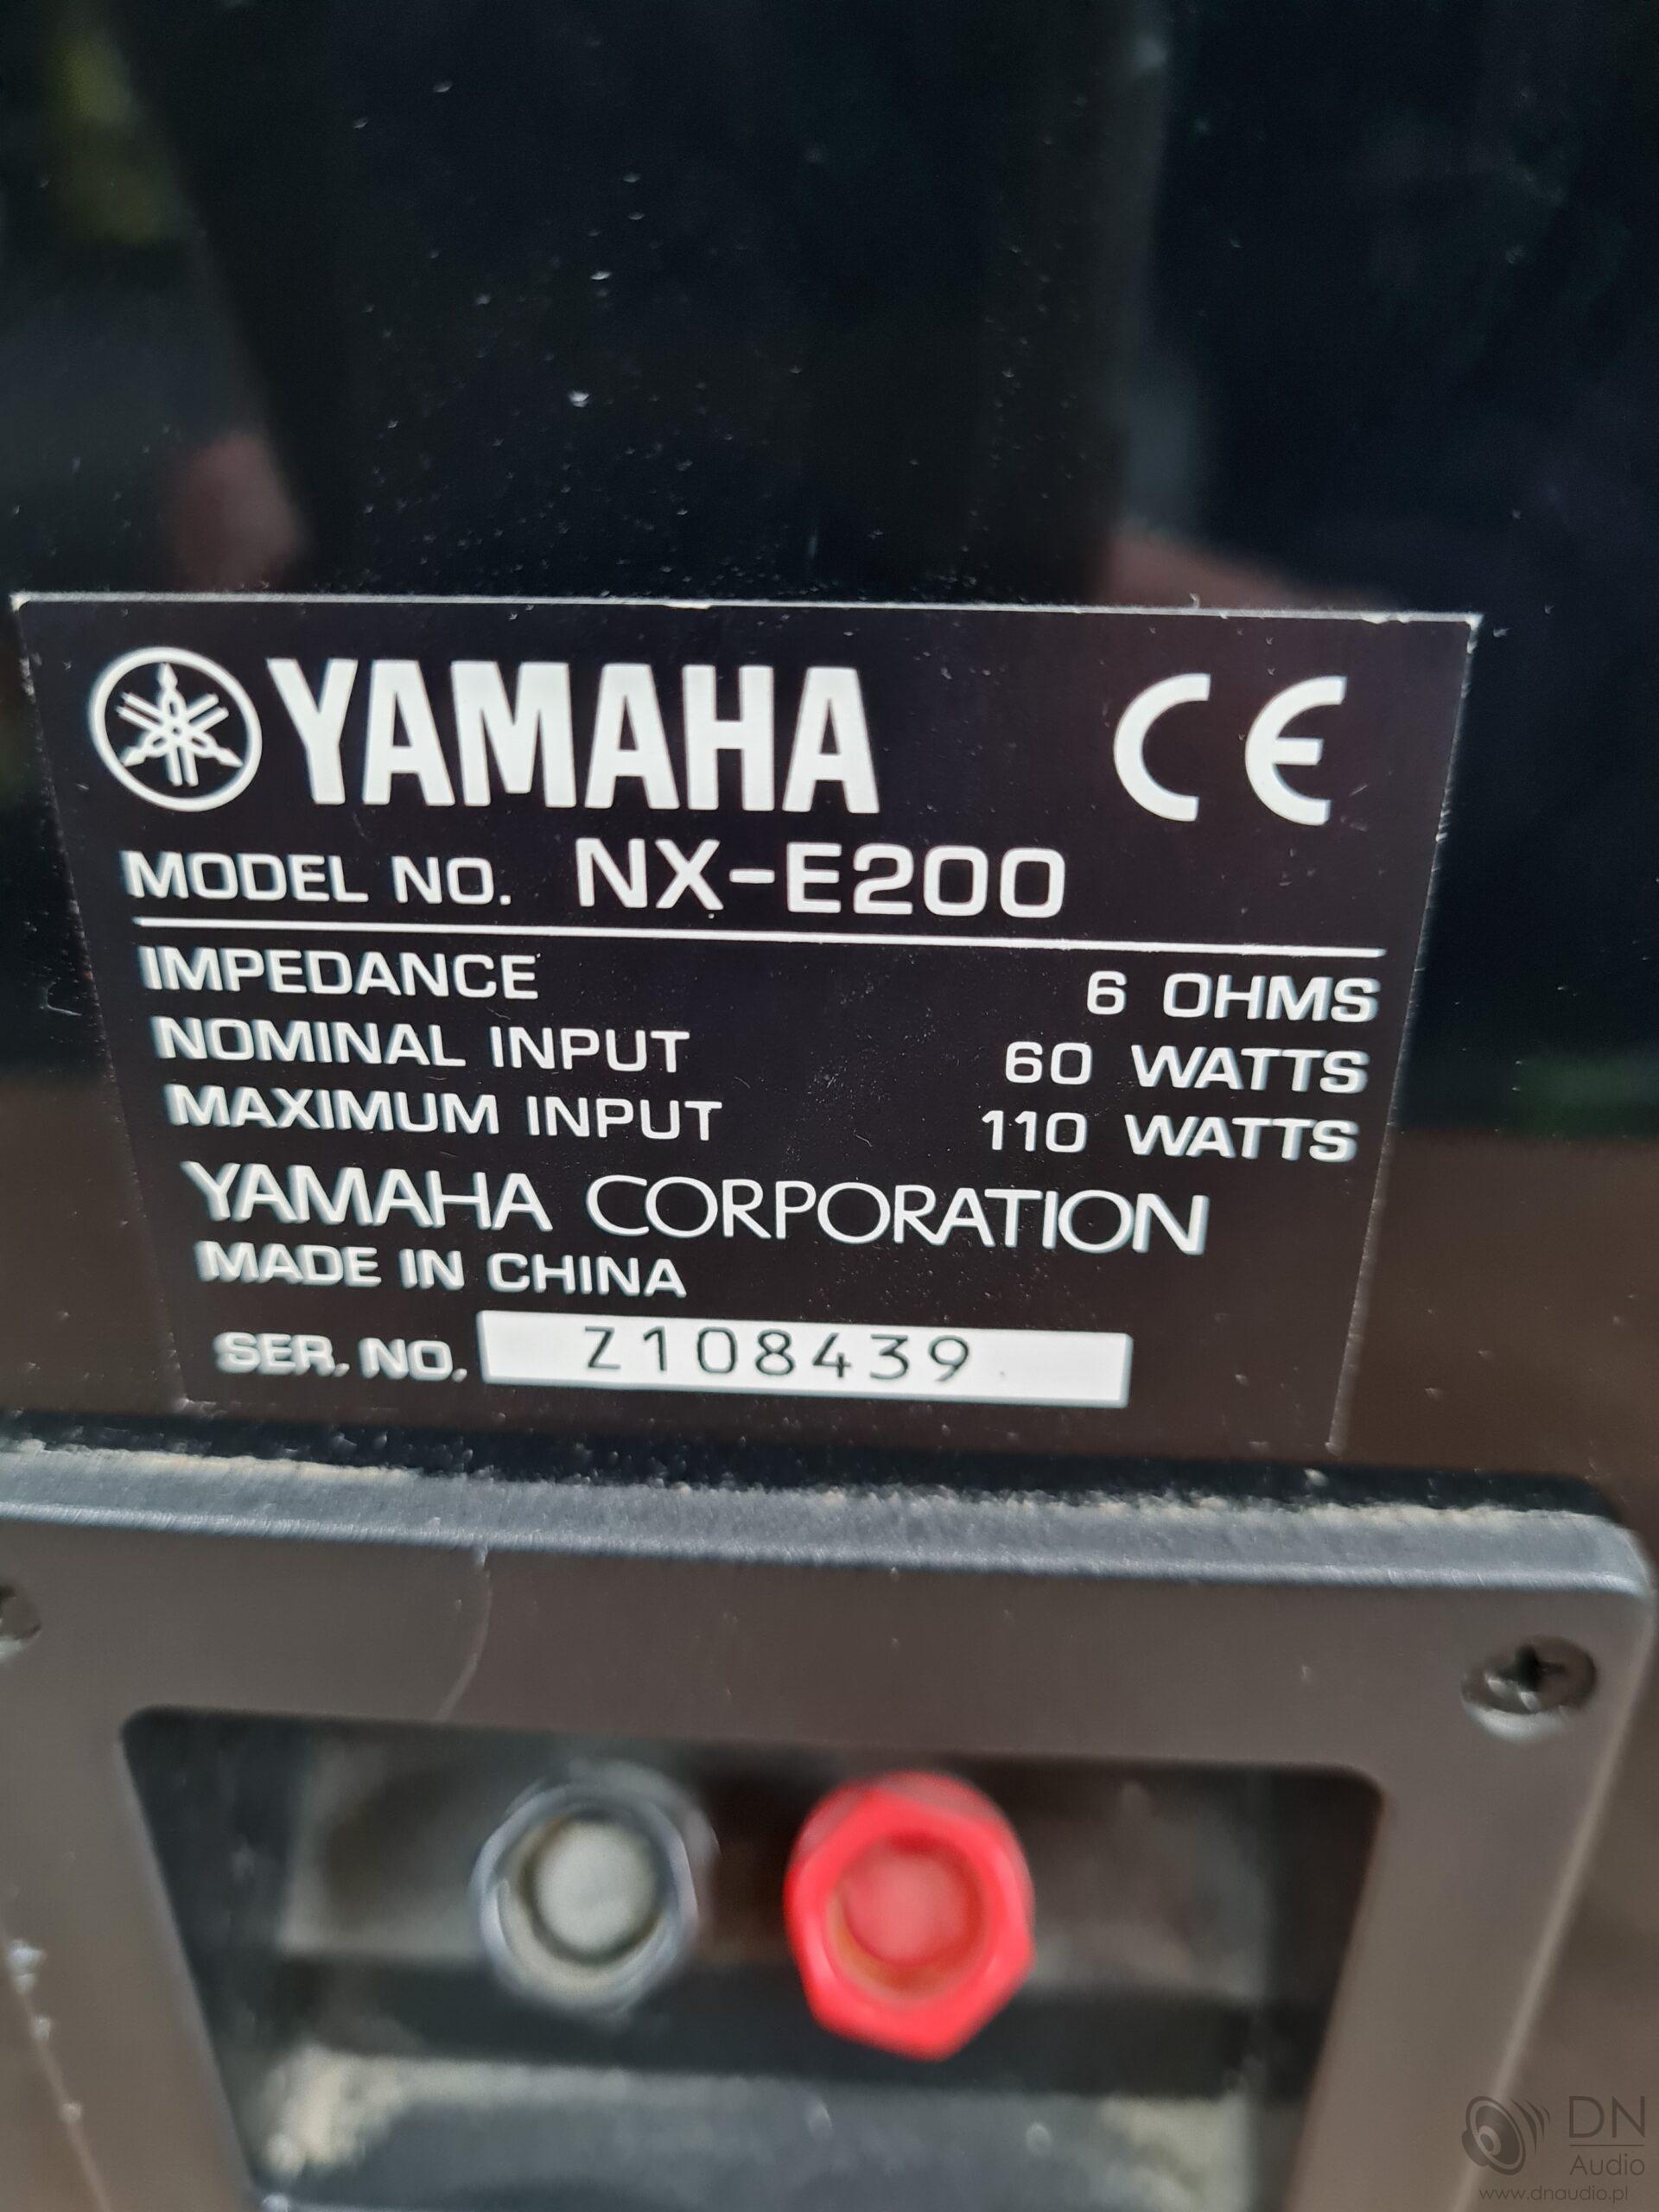 YAMAHA CE
MODEL NO. NX-E200
IMPEDANCE 6 OHMS
NOMINAL INPUT 60 WATTS
MAXIMUM INPUT 110 WATTS
YAMAHA CORPORATION
MADE IN CHINA
SER. NO. Z108439
DN
Audio
www.dnaudio.pl